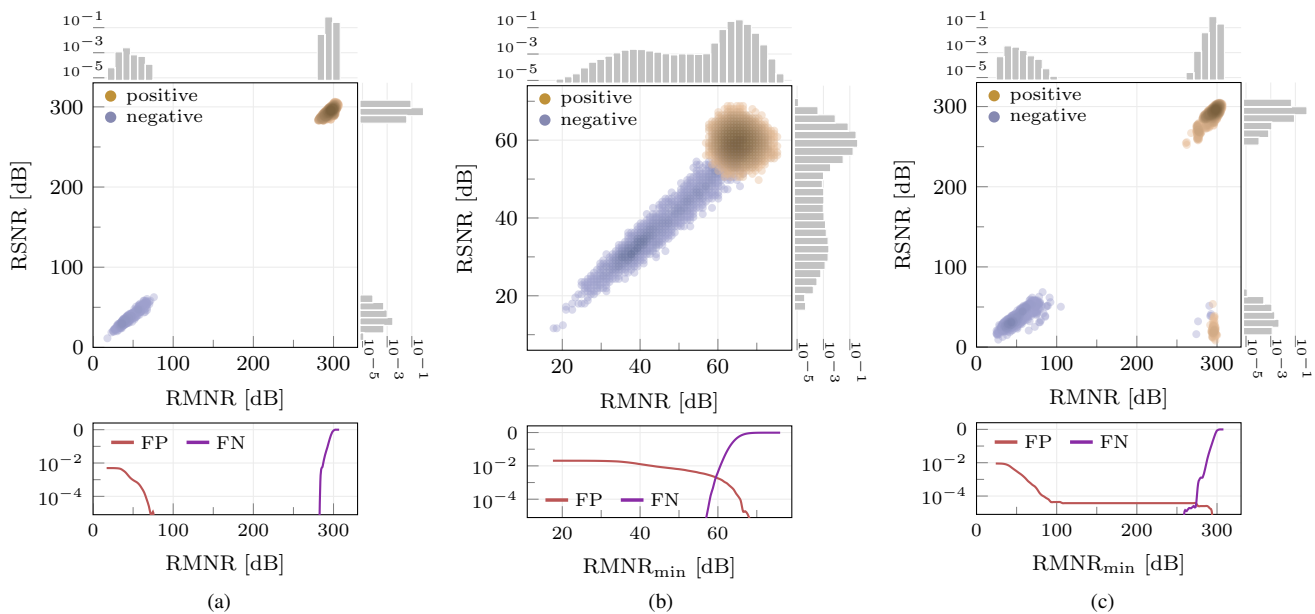 10⁻¹
10⁻³
10⁻⁵
positive
negative
300
200
100
0
RSNR [dB]
0
100
200
300
RMNR [dB]
10⁻⁵
10⁻³
10⁻¹
FP
FN
0
10⁻²
10⁻⁴
0
100
200
300
RMNR [dB]
(a)
10⁻¹
10⁻³
10⁻⁵
positive
negative
60
40
20
RSNR [dB]
20
40
60
RMNR [dB]
10⁻⁵
10⁻³
10⁻¹
0
10⁻²
10⁻⁴
FP
FN
20
40
60
RMNRmin [dB]
(b)
10⁻¹
10⁻³
10⁻⁵
positive
negative
300
200
100
0
RSNR [dB]
0
100
200
300
RMNR [dB]
10⁻⁵
10⁻³
10⁻¹
FP
FN
0
10⁻²
10⁻⁴
0
100
200
300
RMNRmin [dB]
(c)